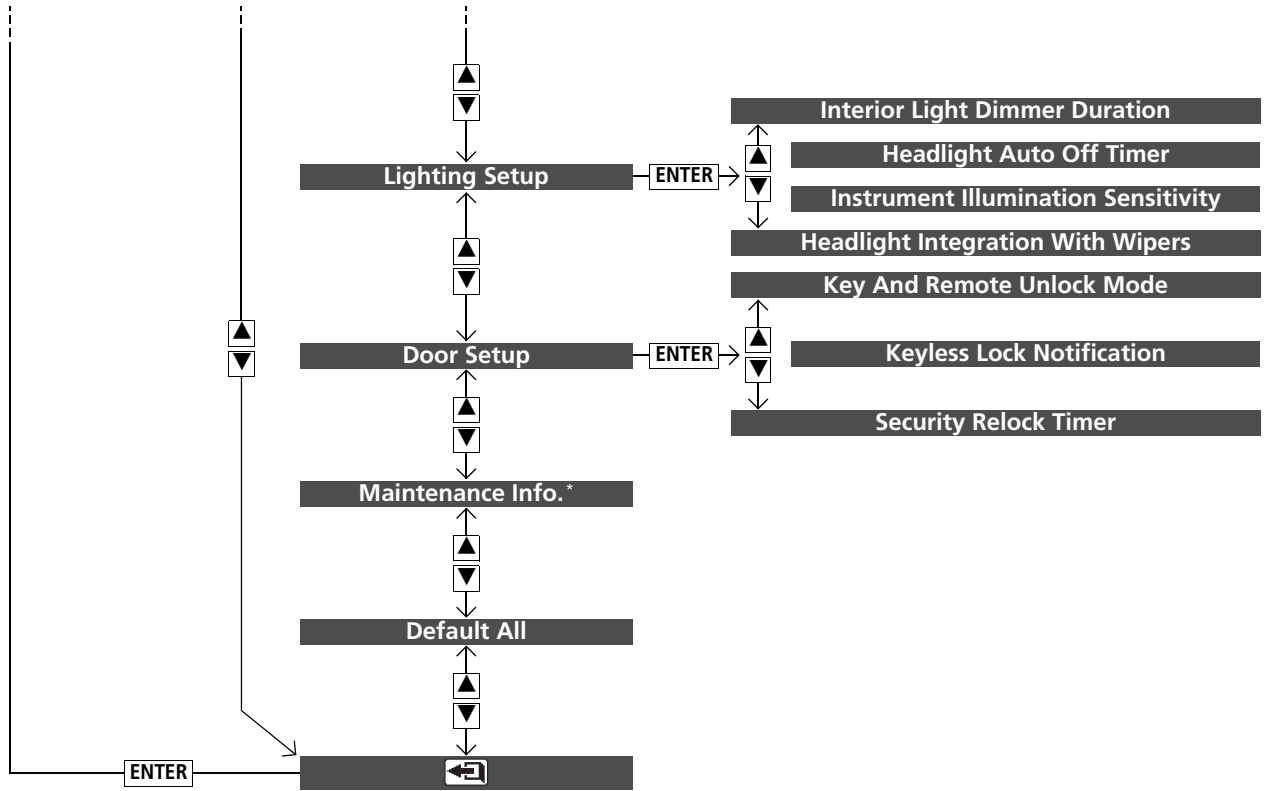 Interior Light Dimmer Duration
Headlight Auto Off Timer
Lighting Setup
ENTER
Instrument Illumination Sensitivity
Headlight Integration With Wipers
Key And Remote Unlock Mode
Door Setup
ENTER
Keyless Lock Notification
Security Relock Timer
Maintenance Info.*
Default All
ENTER